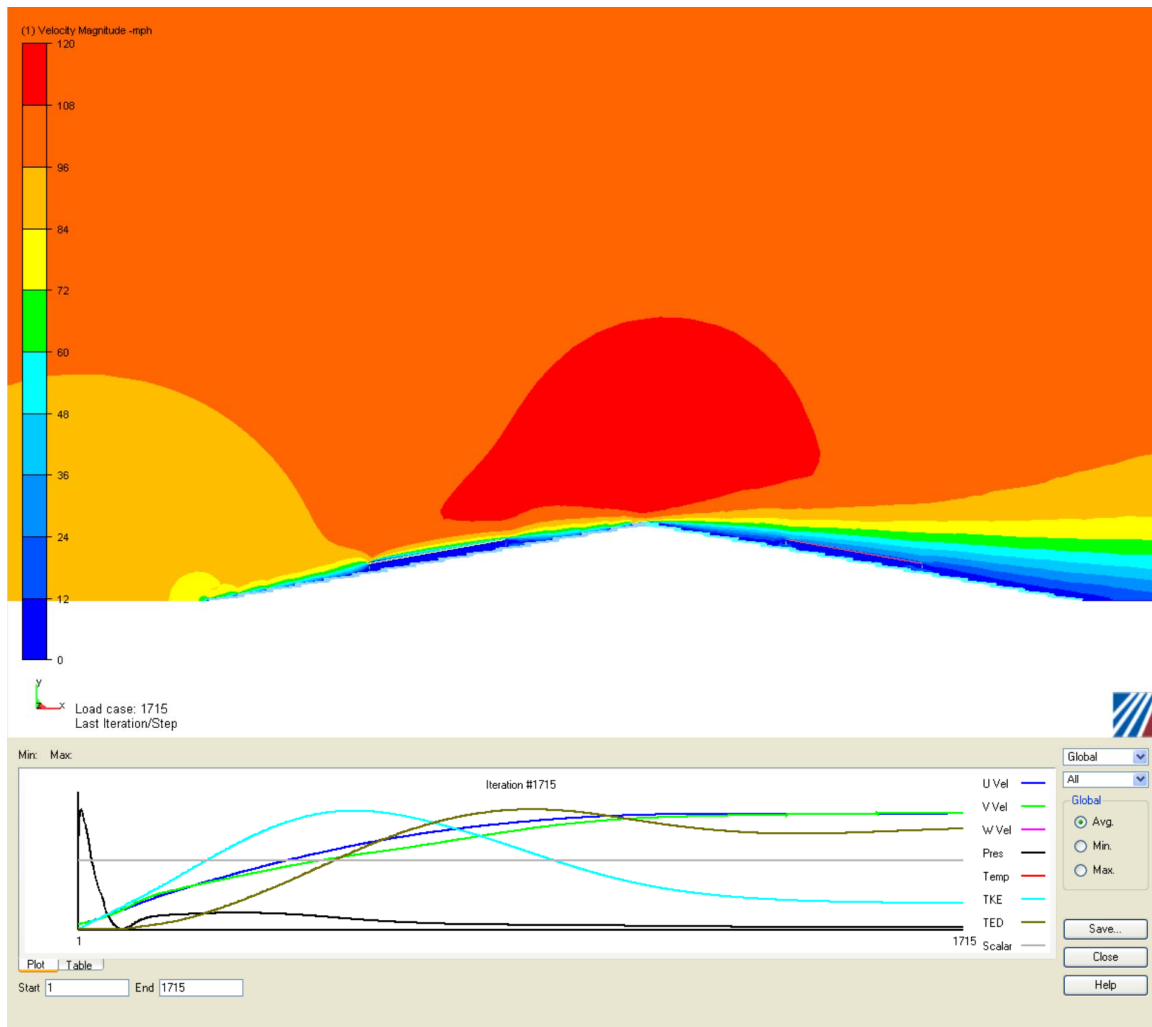 (1) Velocity Magnitude -mph
120
108
96
84
72
60
48
36
24
12
0
y
z x
Load case: 1715
Last Iteration/Step
Min: Max:
Iteration #1715
U Vel
V Vel
W Vel
Pres
Temp
TKE
TED
Scalar
1 1715
Global
All
Global
Avg.
Min.
Max.
Save...
Close
Help
Plot Table
Start 1 End 1715